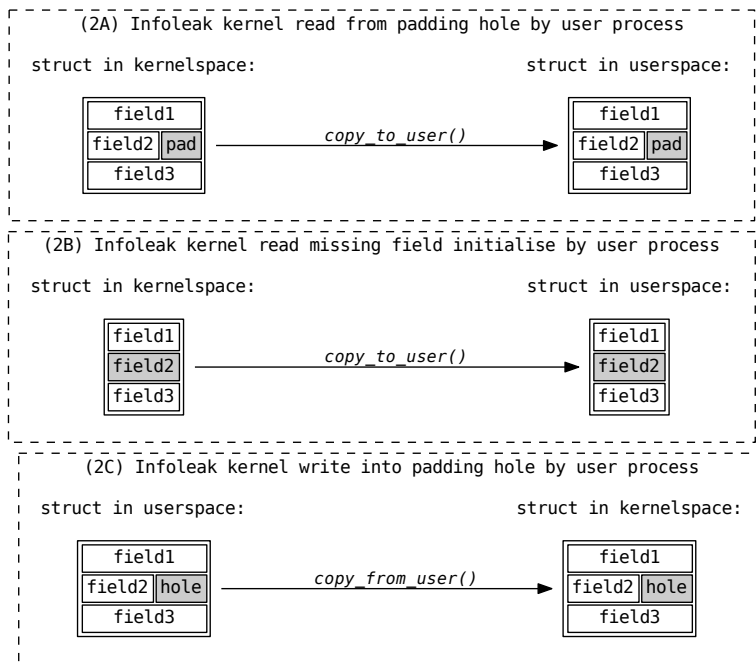 (2A) Infoleak kernel read from padding hole by user process
struct in kernelspace: struct in userspace:
field1 field1
field2 pad copy_to_user() field2 pad
field3 field3
(2B) Infoleak kernel read missing field initialise by user process
struct in kernelspace: struct in userspace:
field1 field1
field2 copy_to_user() field2
field3 field3
(2C) Infoleak kernel write into padding hole by user process
struct in userspace: struct in kernelspace:
field1 field1
field2 hole copy_from_user() field2 hole
field3 field3